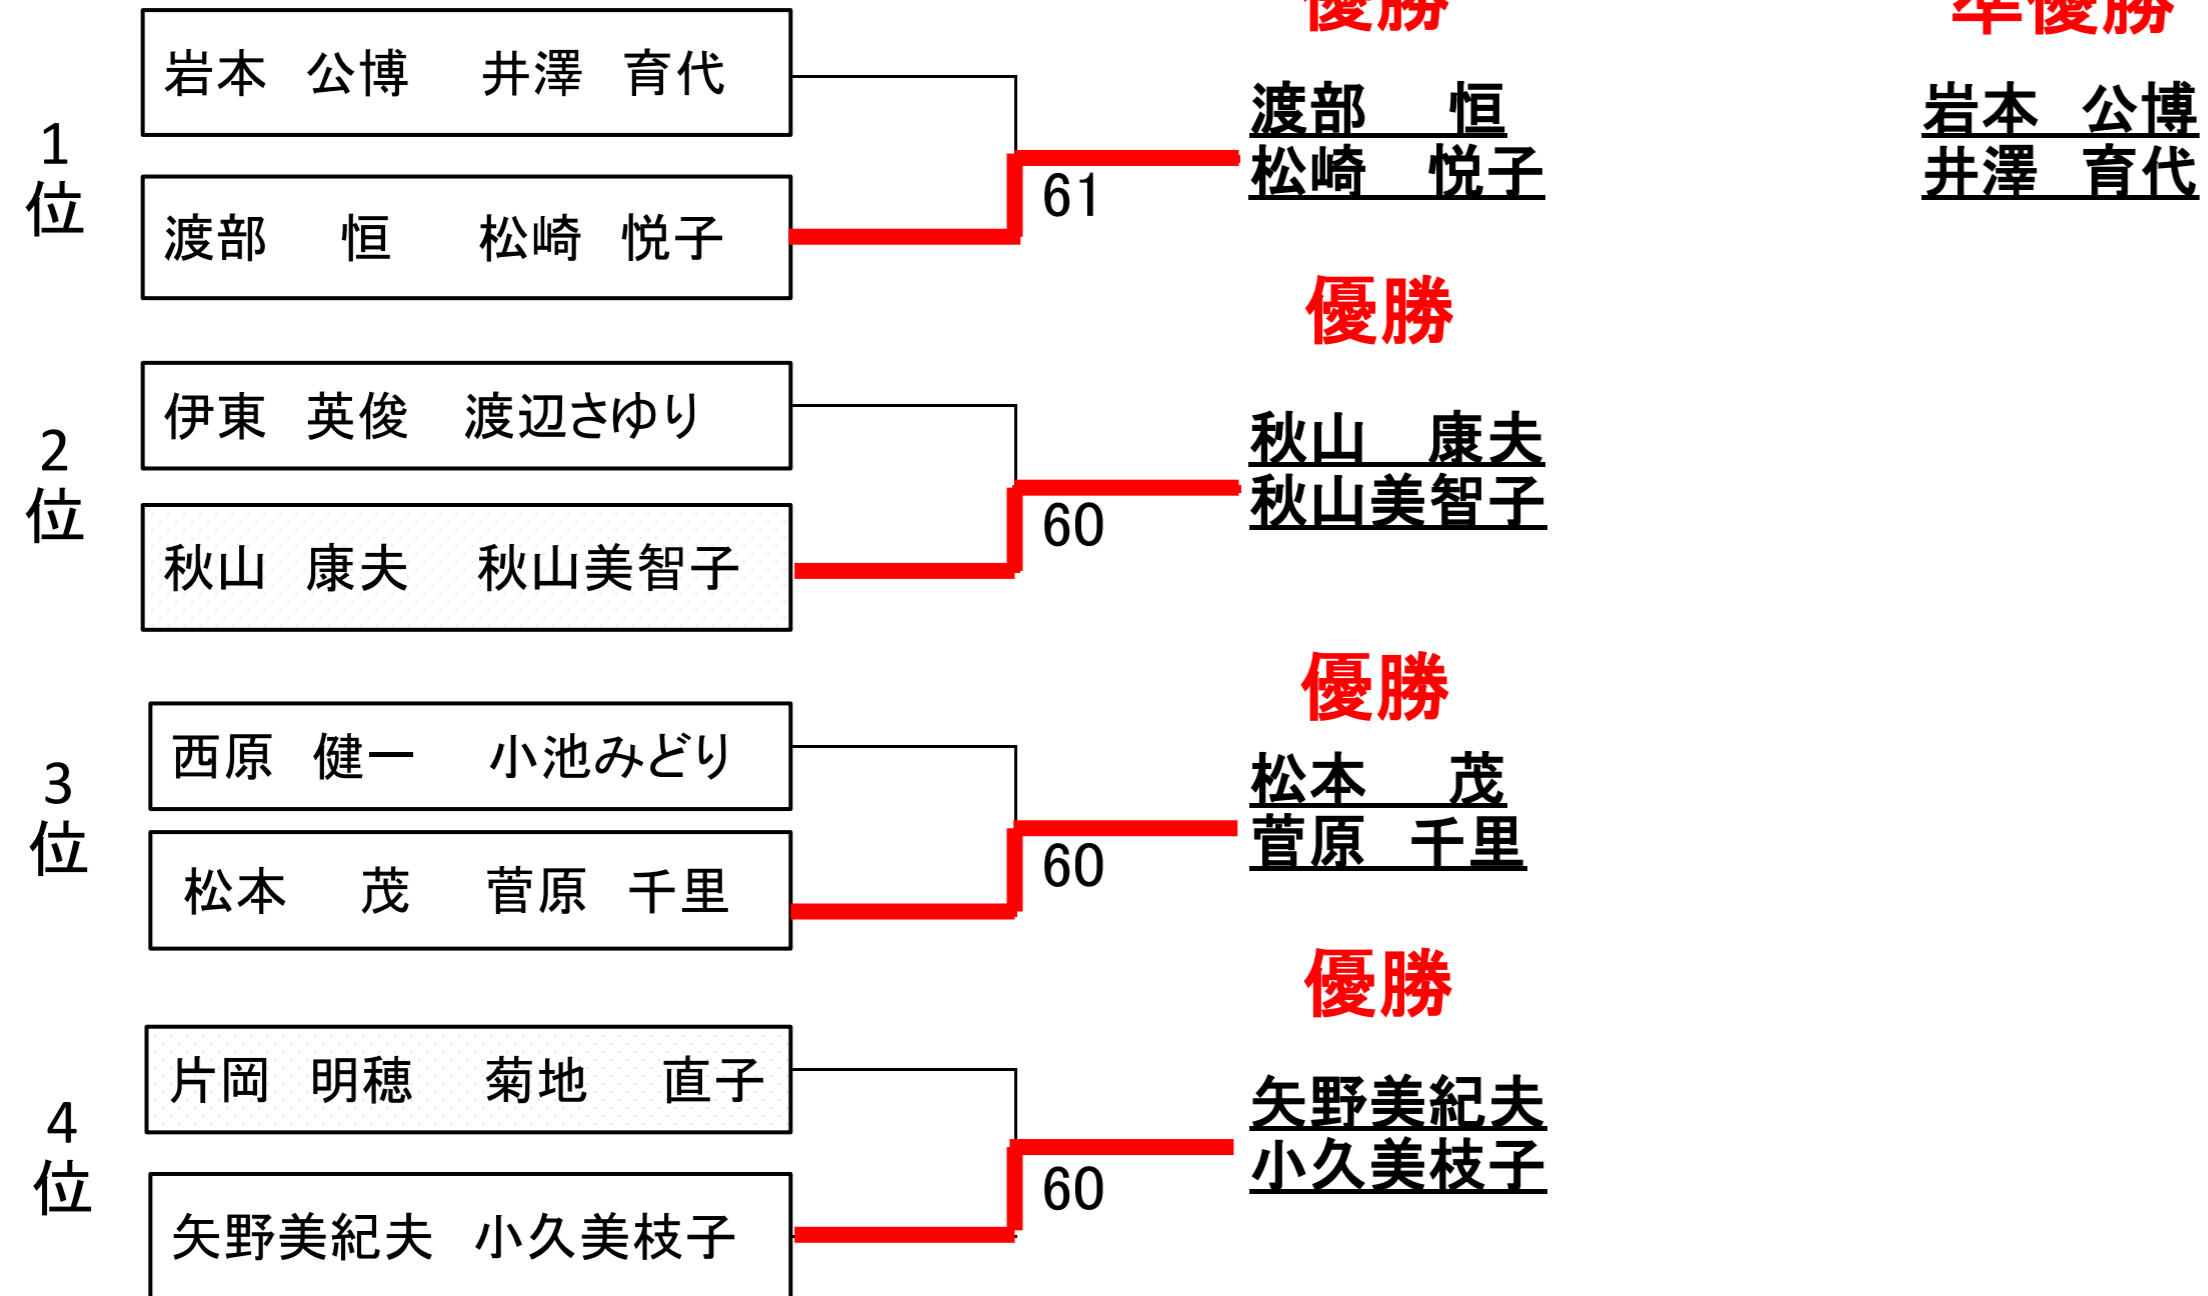 優勝 準優勝
岩本 公博 井澤 育代
渡部 恒 岩本 公博
松崎 悦子 井澤 育代
1位
61
渡部 恒 松崎 悦子
優勝
伊東 英俊 渡辺さゆり
秋山 康夫
秋山美智子
2位
60
秋山 康夫 秋山美智子
優勝
西原 健一 小池みどり
松本 茂
菅原 千里
3位
60
松本 茂 菅原 千里
優勝
片岡 明穂 菊地 直子
矢野美紀夫
小久美枝子
4位
60
矢野美紀夫 小久美枝子